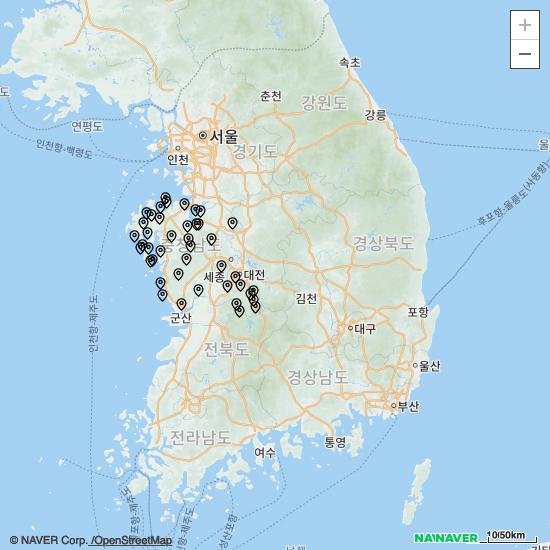 +
−
속초
춘천
강원도
강릉
도
연평도
서울
울
인천
경기도
인천항-백령도
후포항-울릉도(사동항)
충청남도
경상북도
세종
대전
김천
인천항-제주도
군산
포항
대구
전북도
울산
경상남도
부산
전라남도
통영
여수
© NAVER Corp. /OpenStreetMap
NAVER
10/50km